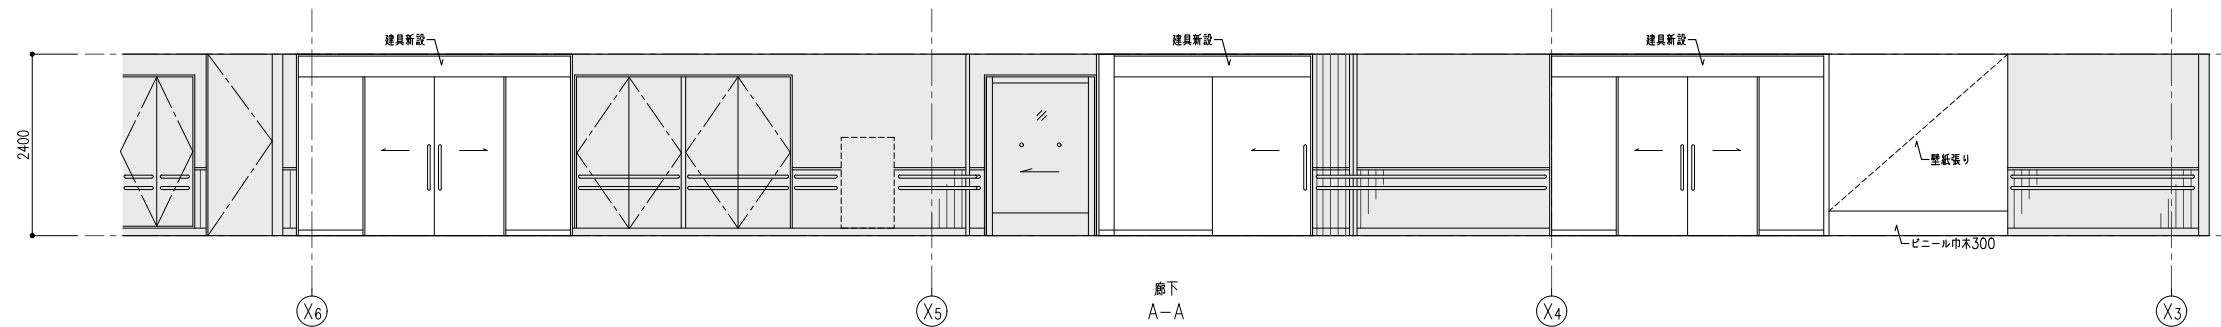 建具新設
建具新設
建具新設
2400
壁紙張り
ビニール巾木300
廊下
A-A
X6
X5
X4
X3